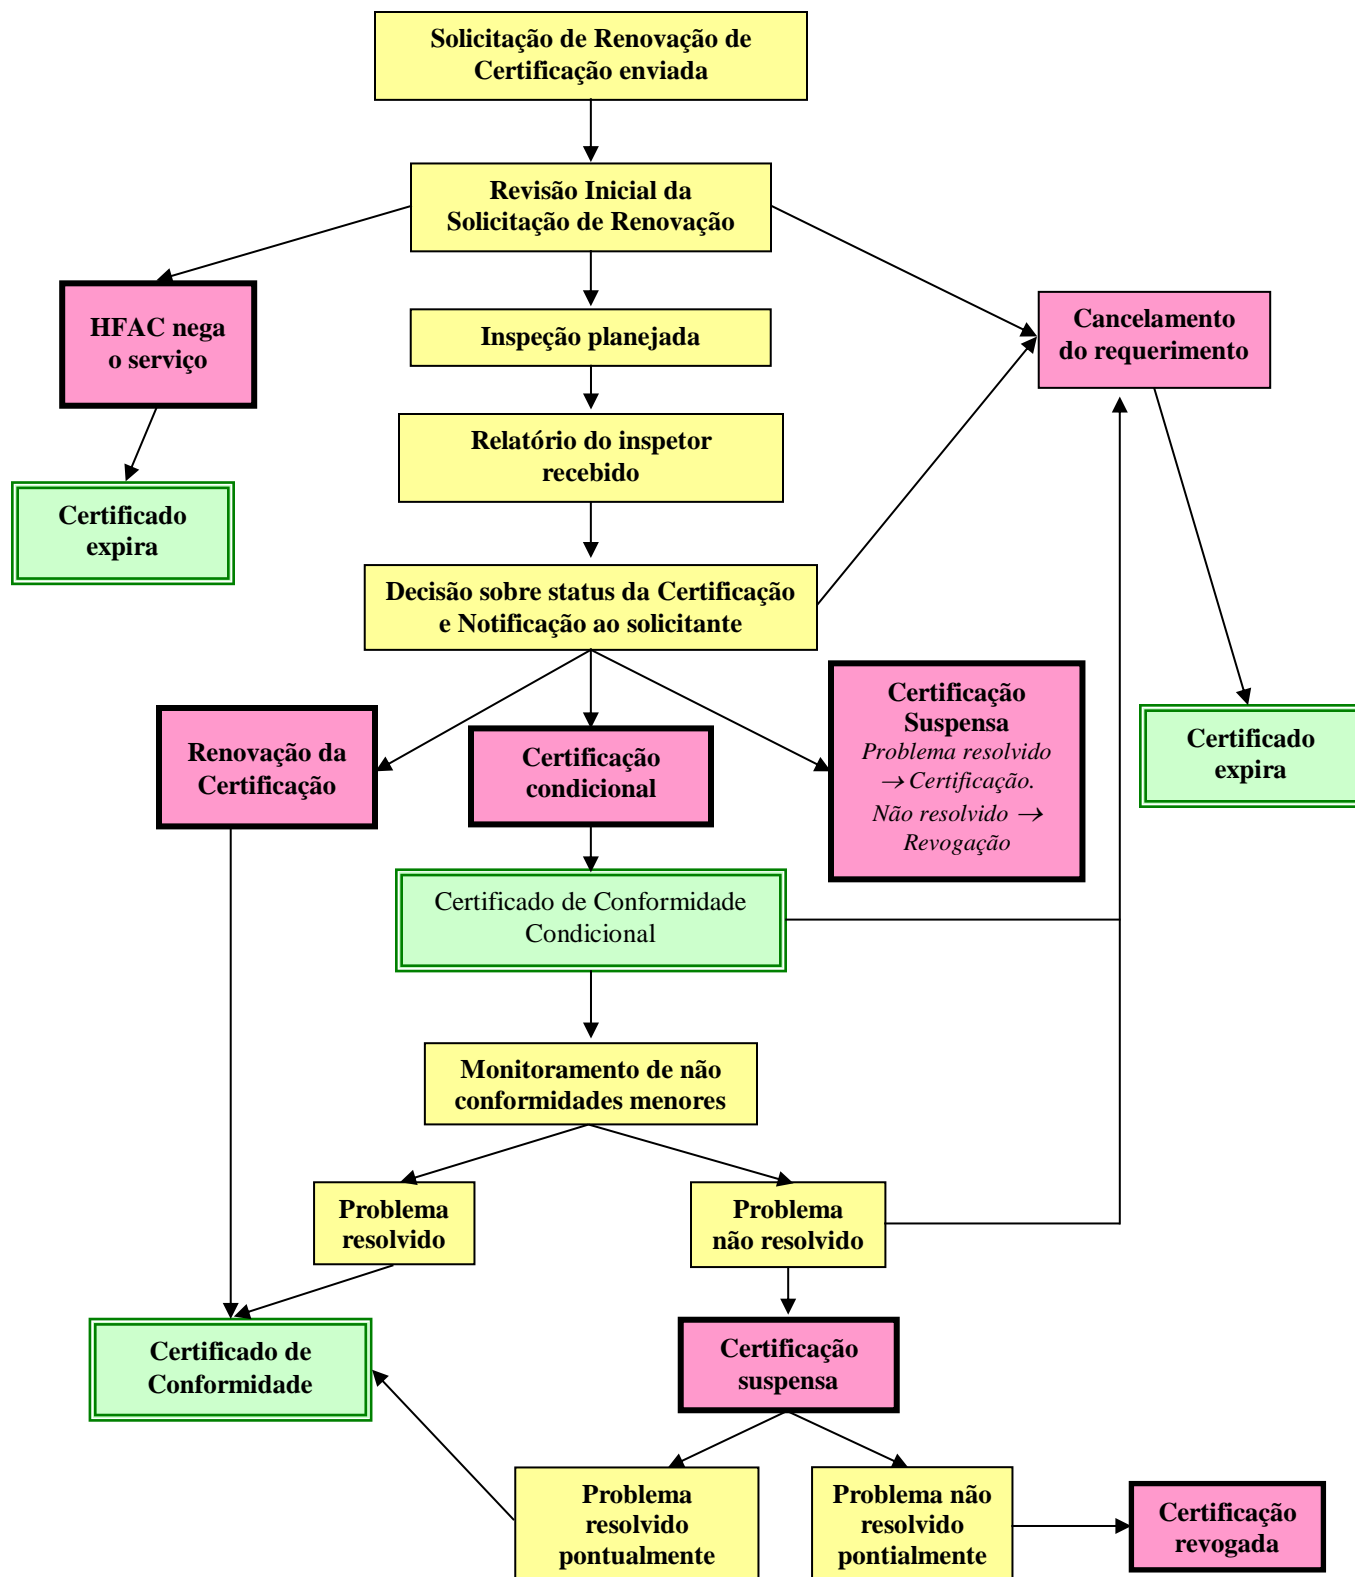 Solicitação de Renovação de
Certificação enviada
Revisão Inicial da
Solicitação de Renovação
HFAC nega
o serviço
Inspeção planejada
Cancelamento
do requerimento
Relatório do inspetor
recebido
Certificado
expira
Decisão sobre status da Certificação
e Notificação ao solicitante
Renovação da
Certificação
Certificação
condicional
Certificação
Suspensa
Problema resolvido
→ Certificação.
Não resolvido →
Revogação
Certificado
expira
Certificado de Conformidade
Condicional
Monitoramento de não
conformidades menores
Problema
resolvido
Problema
não resolvido
Certificado de
Conformidade
Certificação
suspensa
Problema
resolvido
pontualmente
Problema não
resolvido
pontialmente
Certificação
revogada